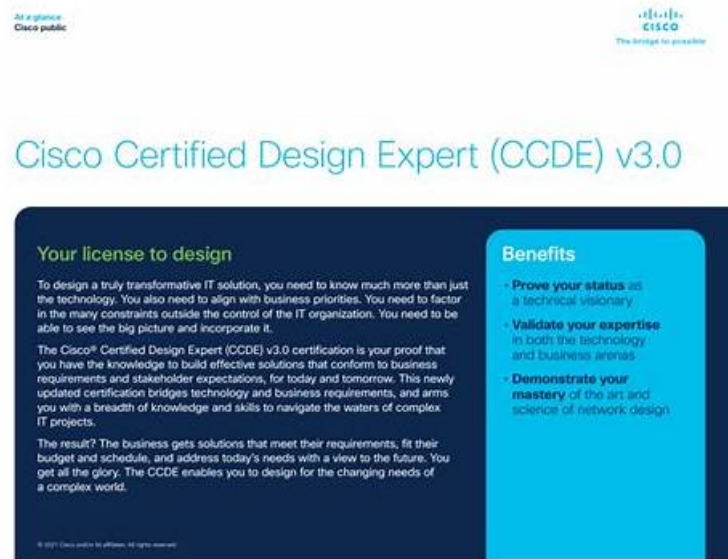 At a glance
Cisco public
CISCO
The bridge to possible
Cisco Certified Design Expert (CCDE) v3.0
Your license to design
To design a truly transformative IT solution, you need to know much more than just
the technology. You also need to align with business priorities. You need to factor
in the many constraints outside the control of the IT organization. You need to be
able to see the big picture and incorporate it.
The Cisco® Certified Design Expert (CCDE) v3.0 certification is your proof that
you have the knowledge to build effective solutions that conform to business
requirements and stakeholder expectations, for today and tomorrow. This newly
updated certification bridges technology and business requirements, and arms
you with a breadth of knowledge and skills to navigate the waters of complex
IT projects.
The result? The business gets solutions that meet their requirements, fit their
budget and schedule, and address today's needs with a view to the future. You
get all the glory. The CCDE enables you to design for the changing needs of
a complex world.
Benefits
• Prove your status as
a technical visionary
• Validate your expertise
in both the technology
and business arenas
• Demonstrate your
mastery of the art and
science of network design
© 2021 Cisco and/or its affiliates. All rights reserved.